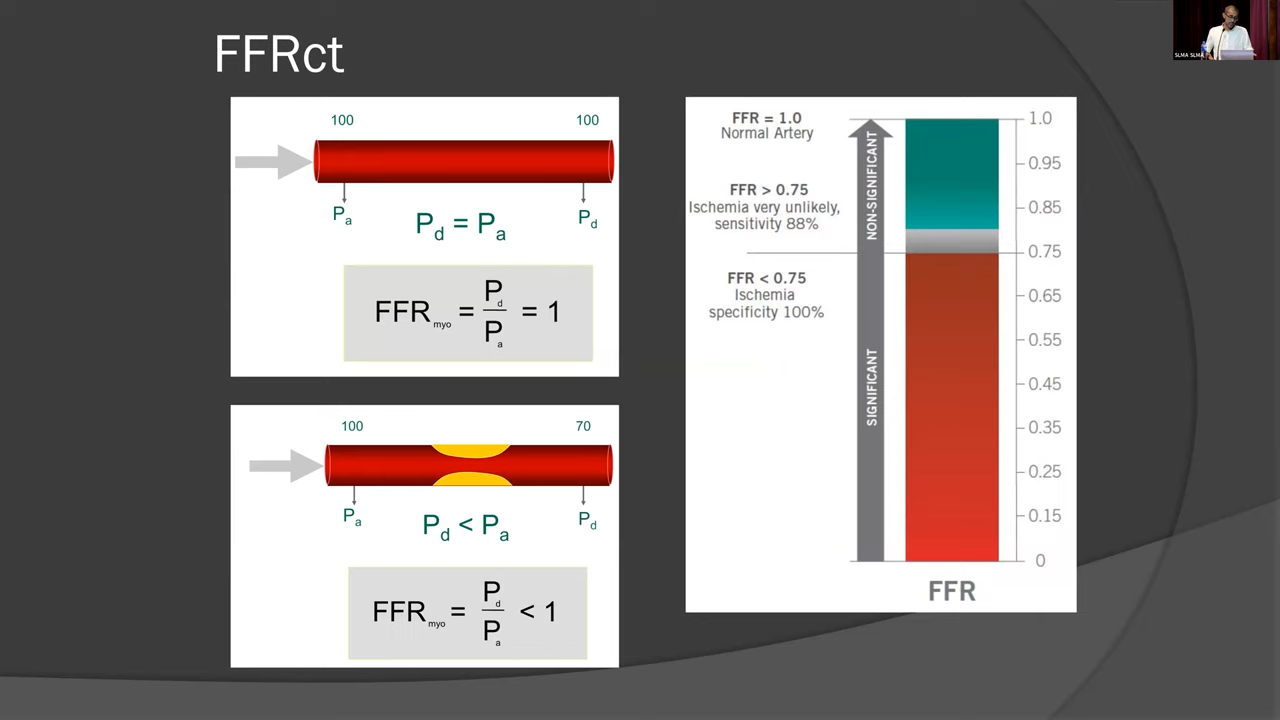 FFRct
100 100
Pa Pd
Pd = Pa
FFRmyo = Pd / Pa = 1
100 70
Pa Pd
Pd < Pa
FFRmyo = Pd / Pa < 1
FFR = 1.0
Normal Artery
FFR > 0.75
Ischemia very unlikely,
sensitivity 88%
FFR < 0.75
Ischemia
specificity 100%
NON-SIGNIFICANT
SIGNIFICANT
1.0
0.95
0.85
0.75
0.65
0.55
0.45
0.35
0.25
0.15
0
FFR
SLMA SLMA